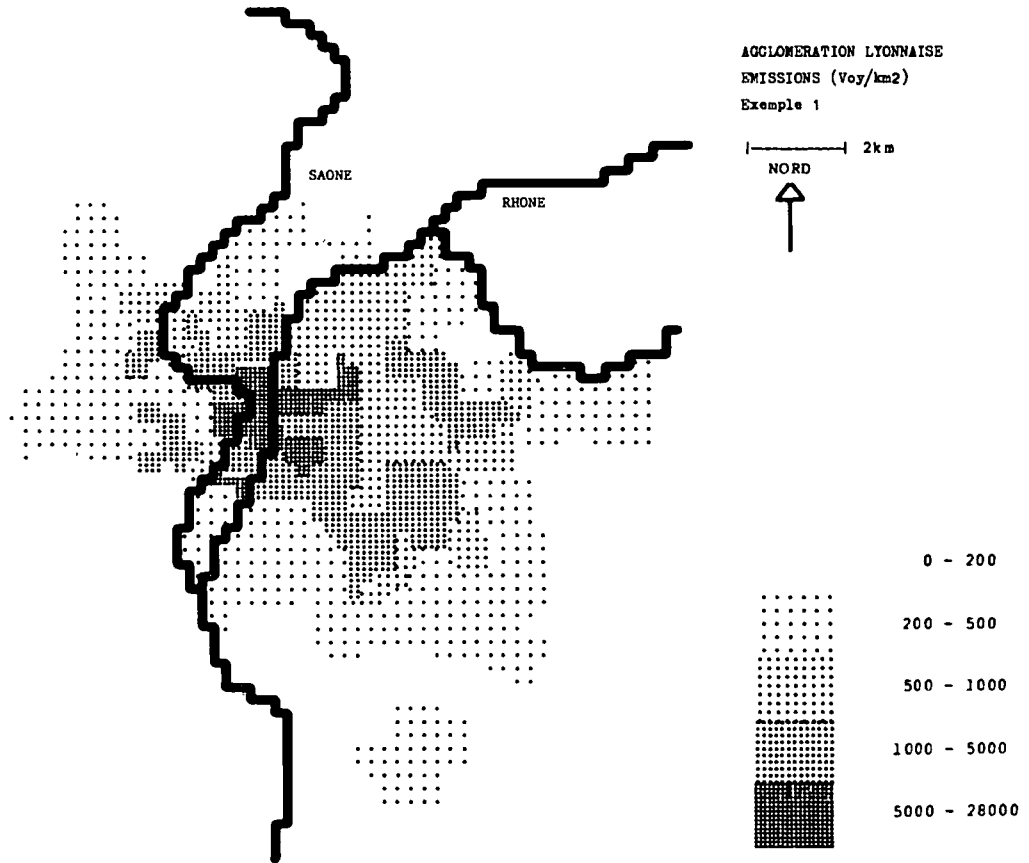 AGGLOMERATION LYONNAISE
EMISSIONS (Voy/km2)
Exemple 1
2km
NORD
SAONE
RHONE
0 - 200
200 - 500
500 - 1000
1000 - 5000
5000 - 28000